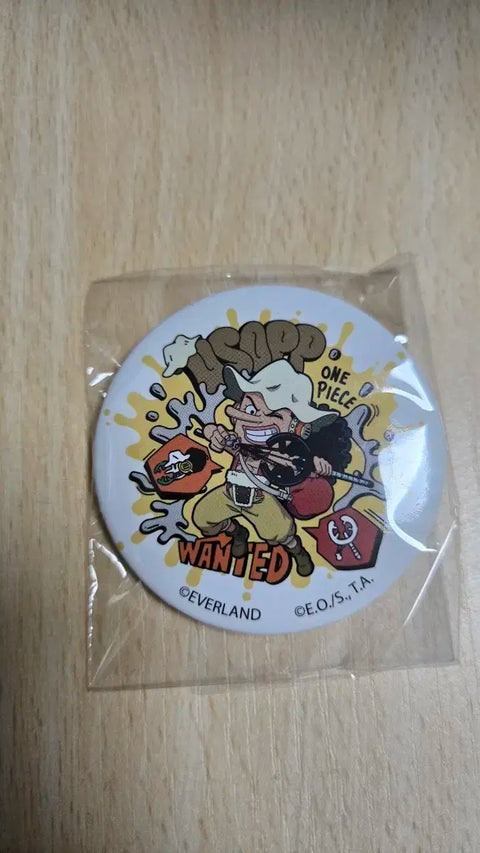 USOPP
ONE
PIECE
WANTED
©EVERLAND
©E.O./S., T.A.